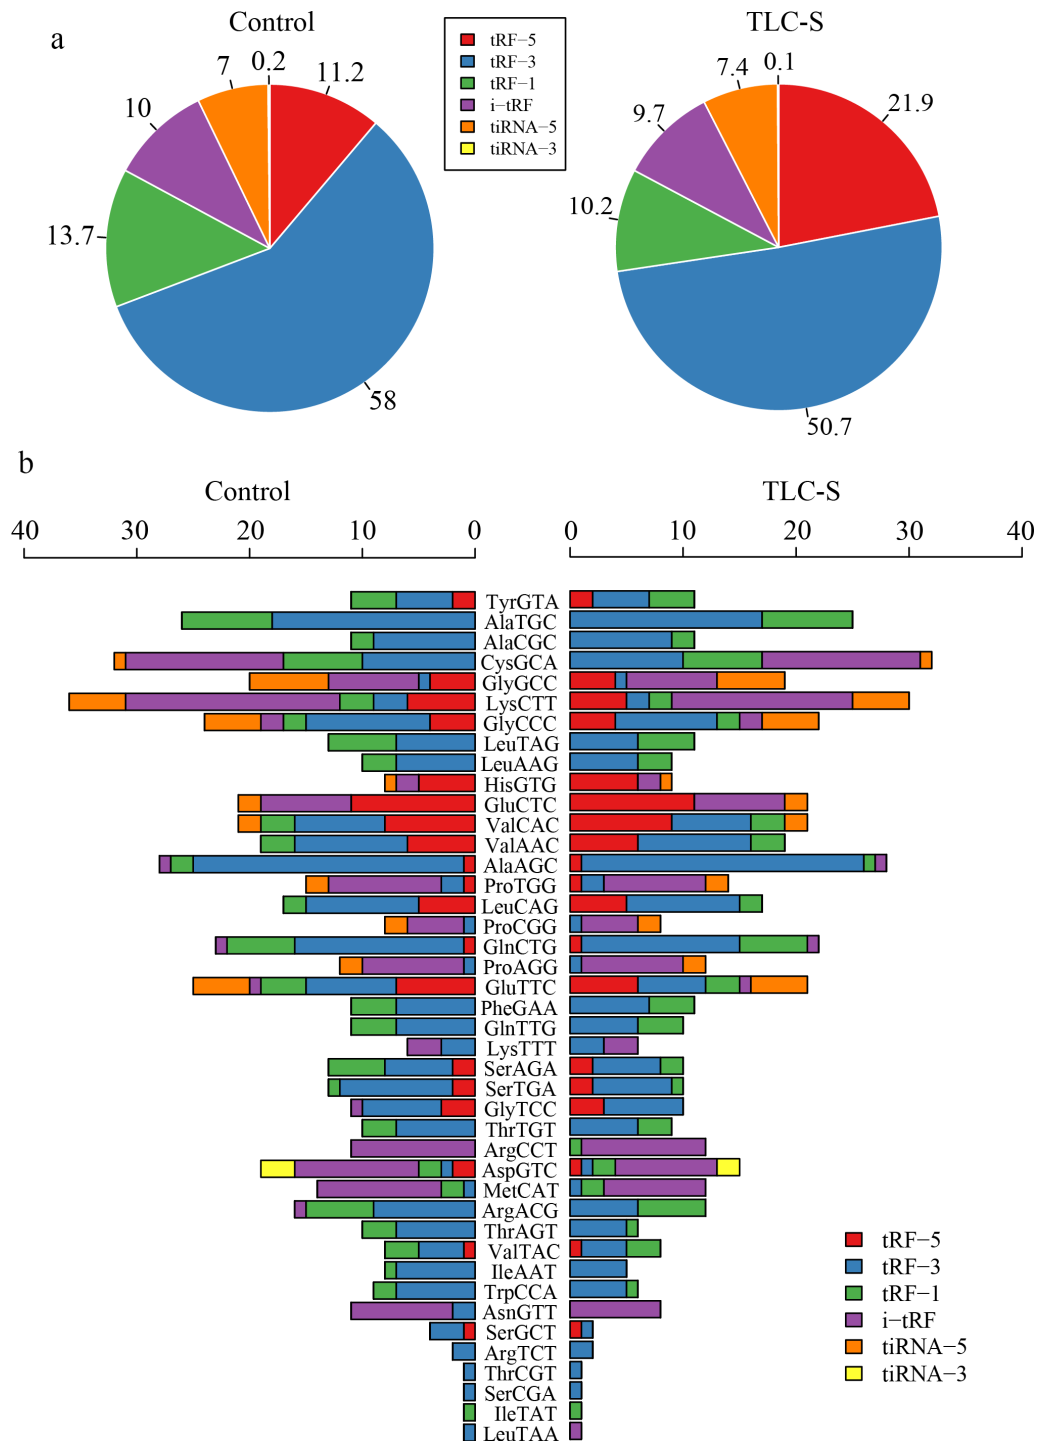 a
Control
TLC-S
tRF−5
tRF−3
tRF−1
i−tRF
tiRNA−5
tiRNA−3
0.2
7
11.2
10
13.7
58
0.1
7.4
21.9
9.7
10.2
50.7
b
Control
TLC-S
40 30 20 10 0
0 10 20 30 40
TyrGTA
AlaTGC
AlaCGC
CysGCA
GlyGCC
LysCTT
GlyCCC
LeuTAG
LeuAAG
HisGTG
GluCTC
ValCAC
ValAAC
AlaAGC
ProTGG
LeuCAG
ProCGG
GlnCTG
ProAGG
GluTTC
PheGAA
GlnTTG
LysTTT
SerAGA
SerTGA
GlyTCC
ThrTGT
ArgCCT
AspGTC
MetCAT
ArgACG
ThrAGT
ValTAC
IleAAT
TrpCCA
AsnGTT
SerGCT
ArgTCT
ThrCGT
SerCGA
IleTAT
LeuTAA
tRF−5
tRF−3
tRF−1
i−tRF
tiRNA−5
tiRNA−3